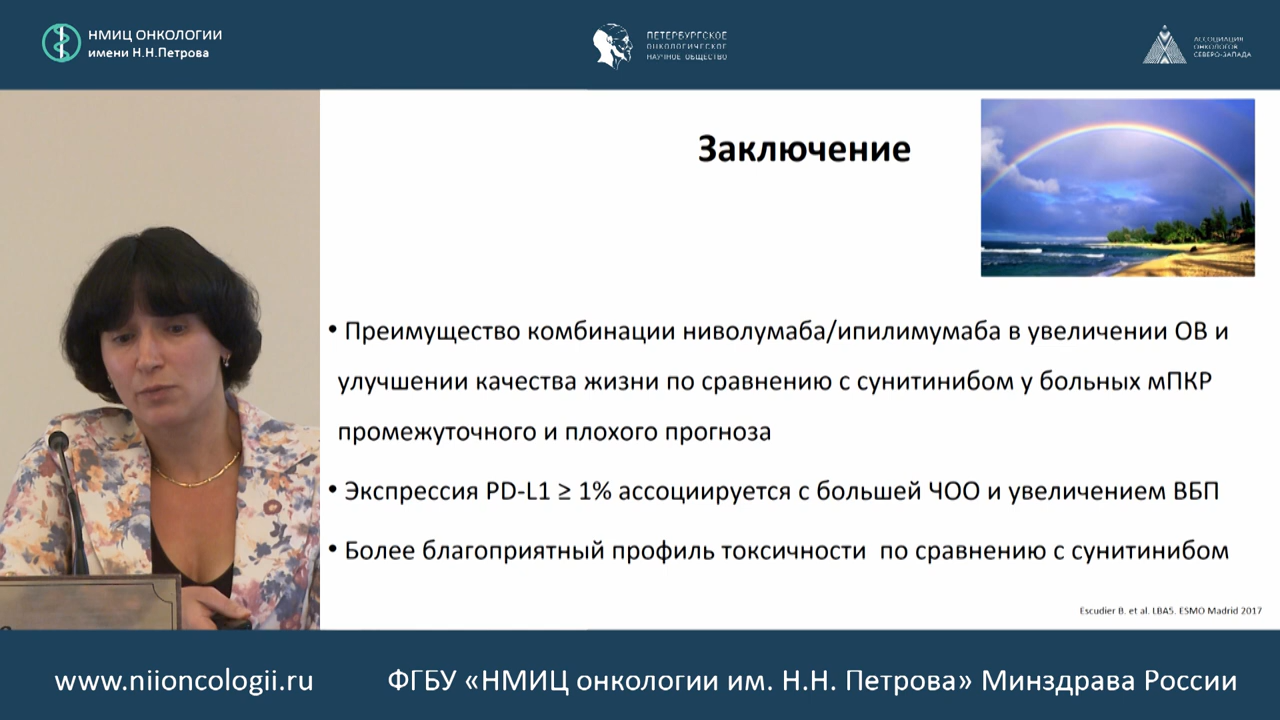 НМИЦ ОНКОЛОГИИ
имени Н.Н.Петрова
ПЕТЕРБУРГСКОЕ
ОНКОЛОГИЧЕСКОЕ
НАУЧНОЕ ОБЩЕСТВО
АССОЦИАЦИЯ
ОНКОЛОГОВ
СЕВЕРО-ЗАПАДА
Заключение
• Преимущество комбинации ниволумаба/ипилимумаба в увеличении ОВ и
улучшении качества жизни по сравнению с сунитинибом у больных мПКР
промежуточного и плохого прогноза
• Экспрессия PD-L1 ≥ 1% ассоциируется с большей ЧОО и увеличением ВБП
• Более благоприятный профиль токсичности по сравнению с сунитинибом
Escudier B. et al. LBA5. ESMO Madrid 2017
www.niioncologii.ru
ФГБУ «НМИЦ онкологии им. Н.Н. Петрова» Минздрава России